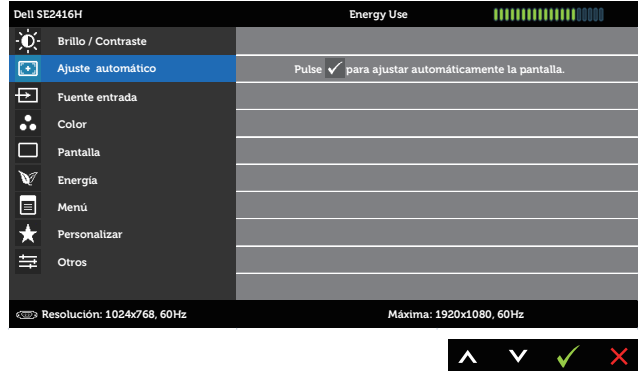 Dell SE2416H Energy Use
Brillo / Contraste
Ajuste automático Pulse ✓ para ajustar automáticamente la pantalla.
Fuente entrada
Color
Pantalla
Energía
Menú
Personalizar
Otros
Resolución: 1024x768, 60Hz Máxima: 1920x1080, 60Hz